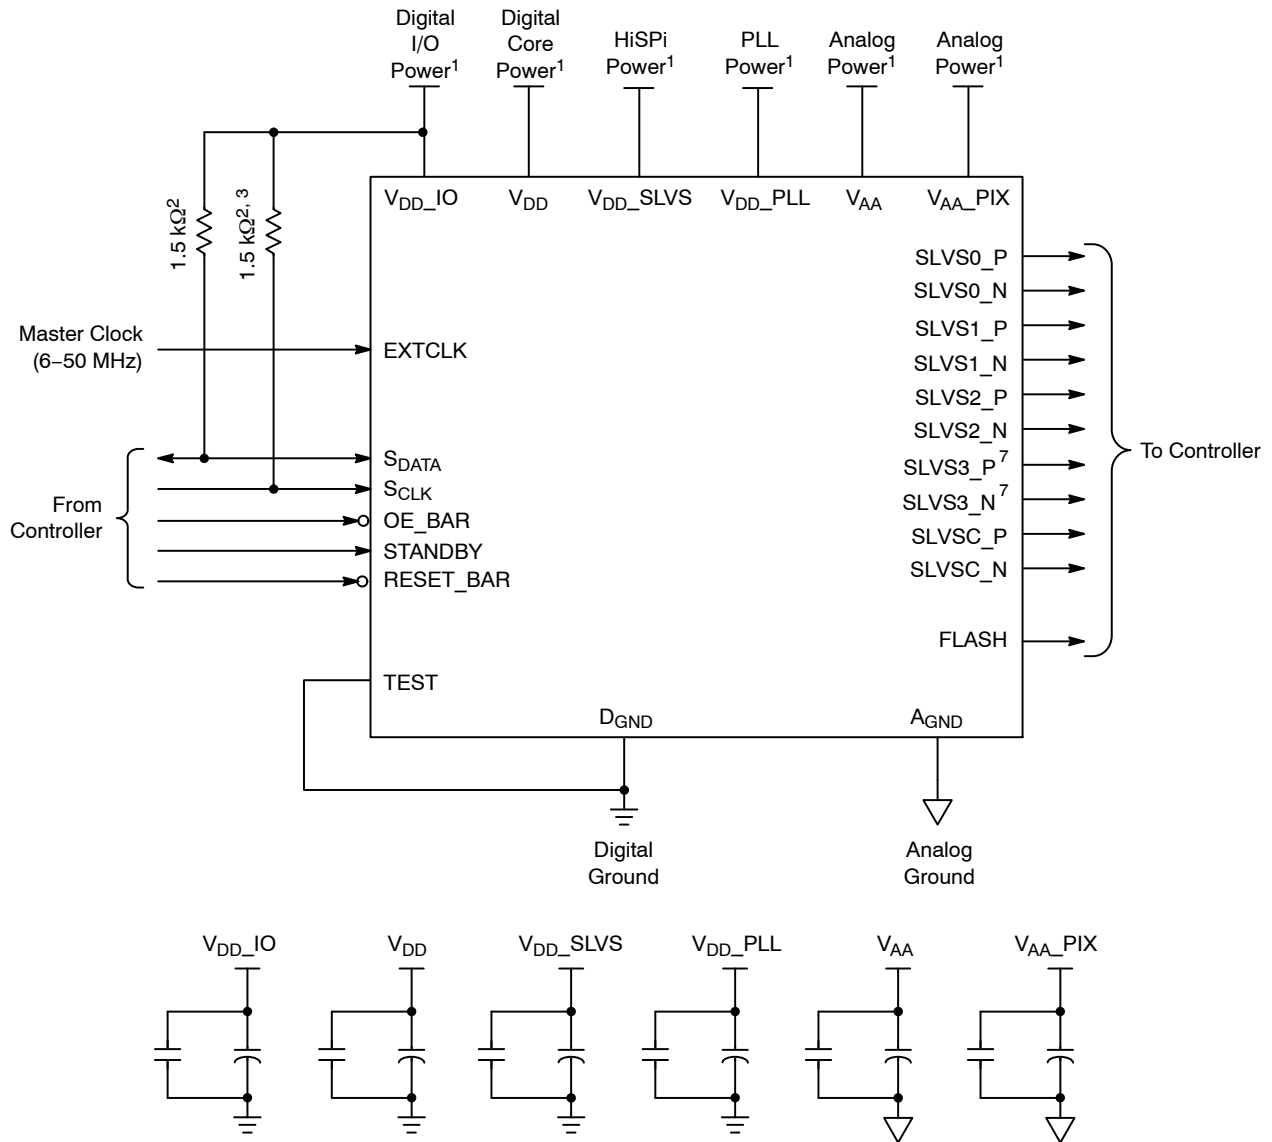 Digital
I/O
Power1
Digital
Core
Power1
HiSPi
Power1
PLL
Power1
Analog
Power1
Analog
Power1
VDD_IO
VDD
VDD_SLVS
VDD_PLL
VAA
VAA_PIX
1.5 kΩ2
1.5 kΩ2, 3
Master Clock
(6–50 MHz)
EXTCLK
From
Controller
SDATA
SCLK
OE_BAR
STANDBY
RESET_BAR
TEST
SLVS0_P
SLVS0_N
SLVS1_P
SLVS1_N
SLVS2_P
SLVS2_N
SLVS3_P7
SLVS3_N7
SLVSC_P
SLVSC_N
FLASH
To Controller
DGND
AGND
Digital
Ground
Analog
Ground
VDD_IO
VDD
VDD_SLVS
VDD_PLL
VAA
VAA_PIX